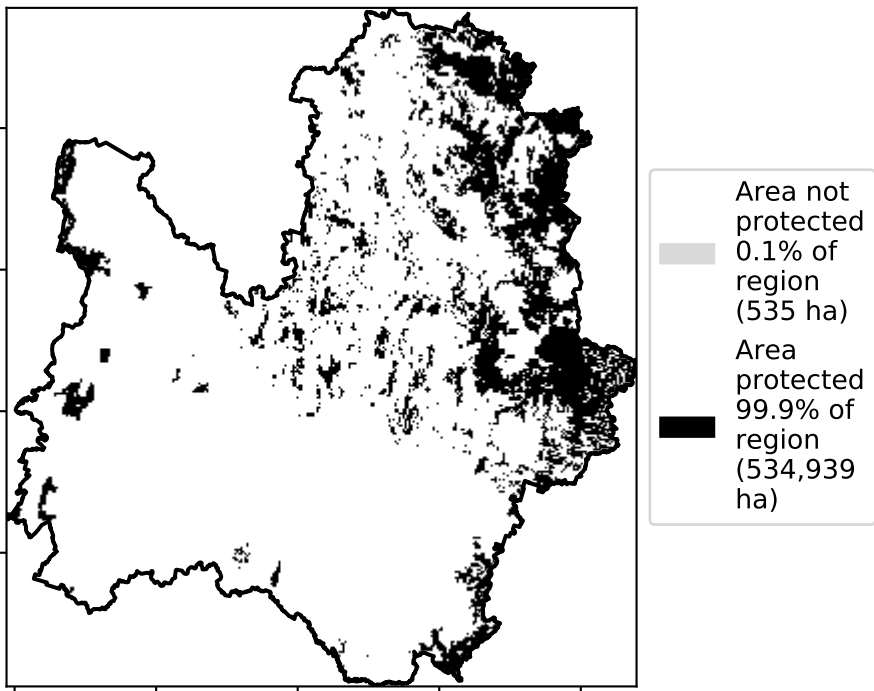 Area not
protected
0.1% of
region
(535 ha)
Area
protected
99.9% of
region
(534,939
ha)